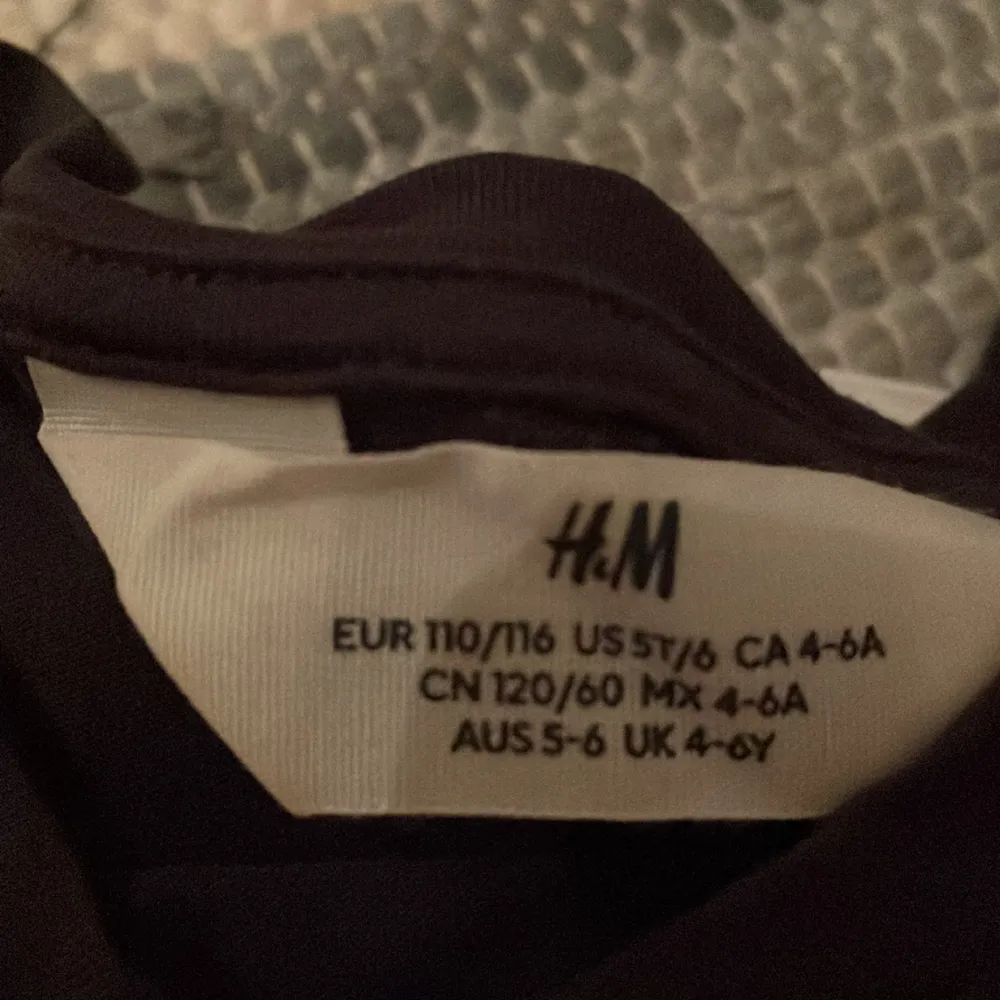 H&M
EUR 110/116 US 5T/6 CA 4-6A
CN 120/60 MX 4-6A
AUS 5-6 UK 4-6Y